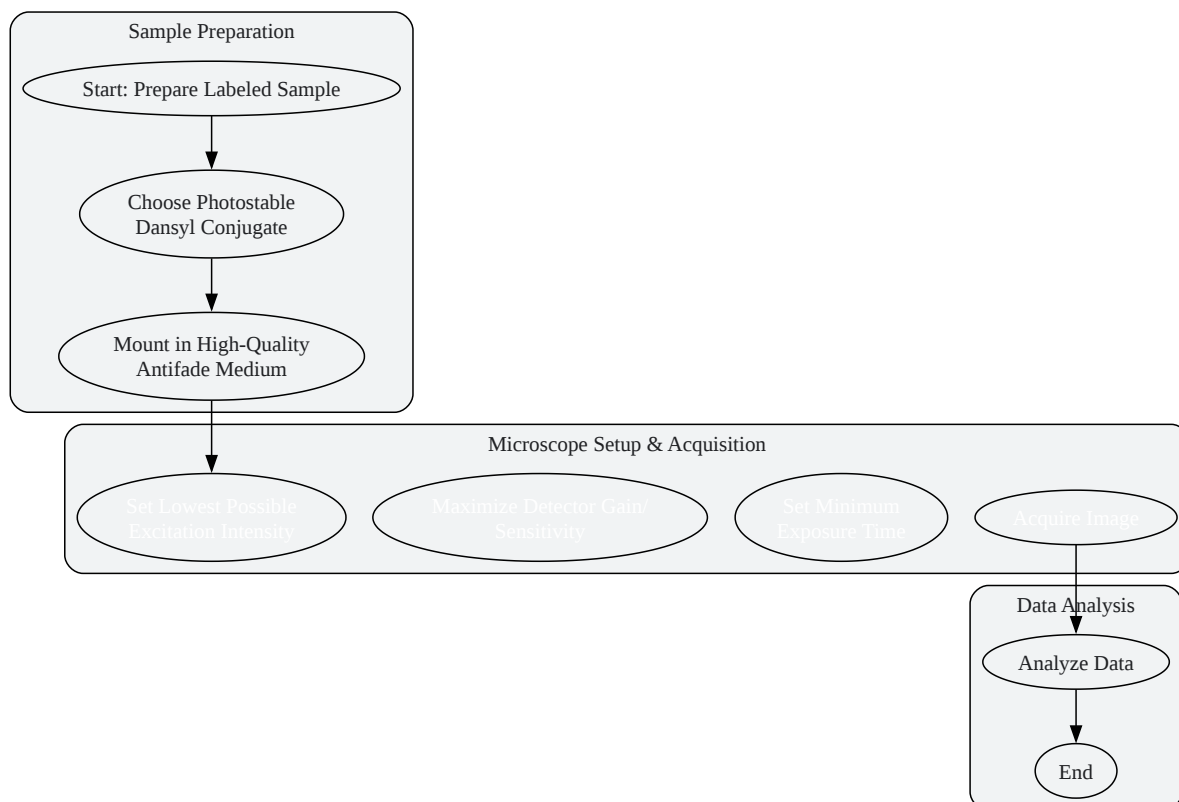 Sample Preparation
Start: Prepare Labeled Sample
Choose Photostable
Dansyl Conjugate
Mount in High-Quality
Antifade Medium
Microscope Setup & Acquisition
Set Lowest Possible
Excitation Intensity
Maximize Detector Gain/
Sensitivity
Set Minimum
Exposure Time
Acquire Image
Data Analysis
Analyze Data
End